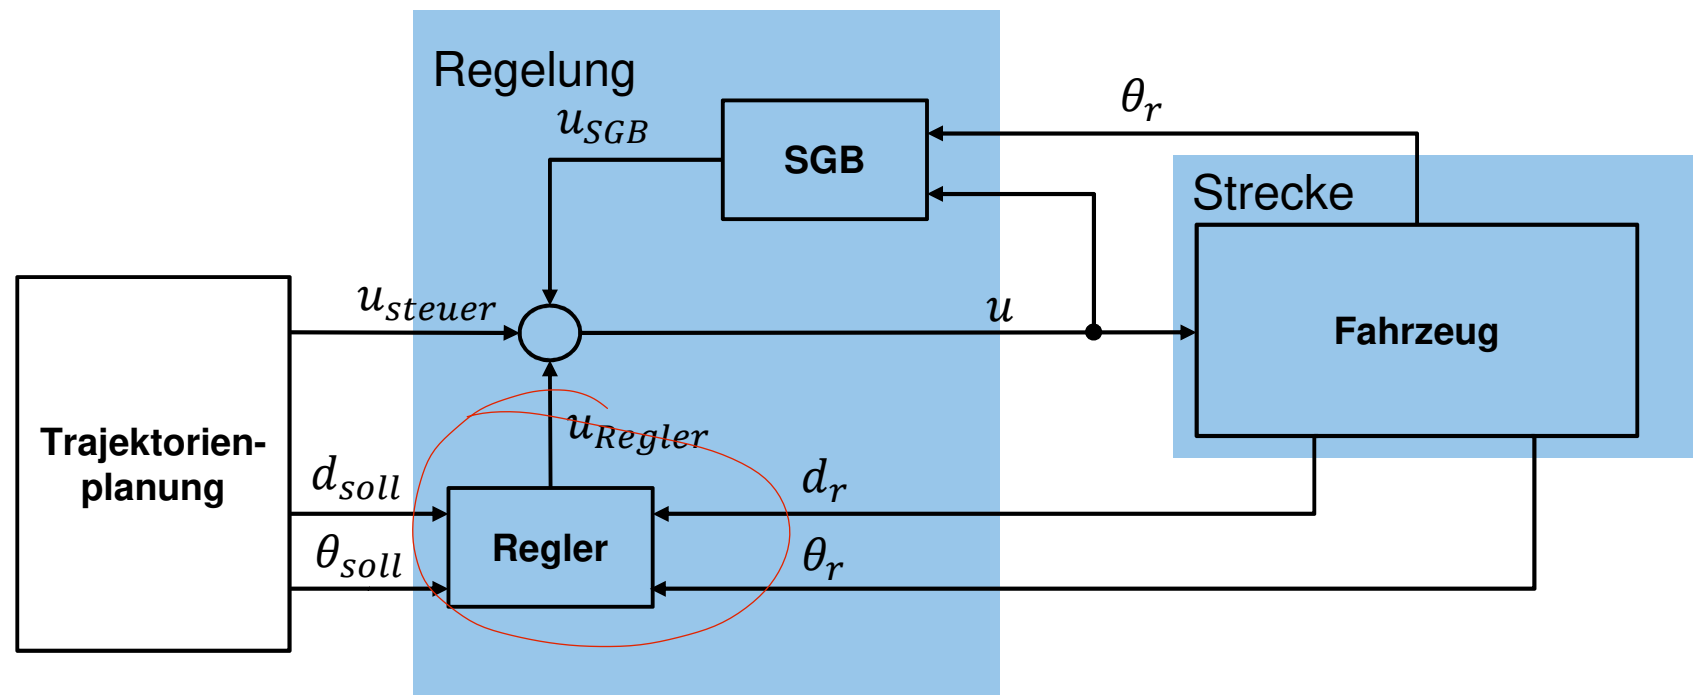 Regelung
u_SGB
SGB
θ_r
Strecke
u_steuer
u
Fahrzeug
Trajektorien-
planung
u_Regler
d_soll
d_r
Regler
θ_soll
θ_r